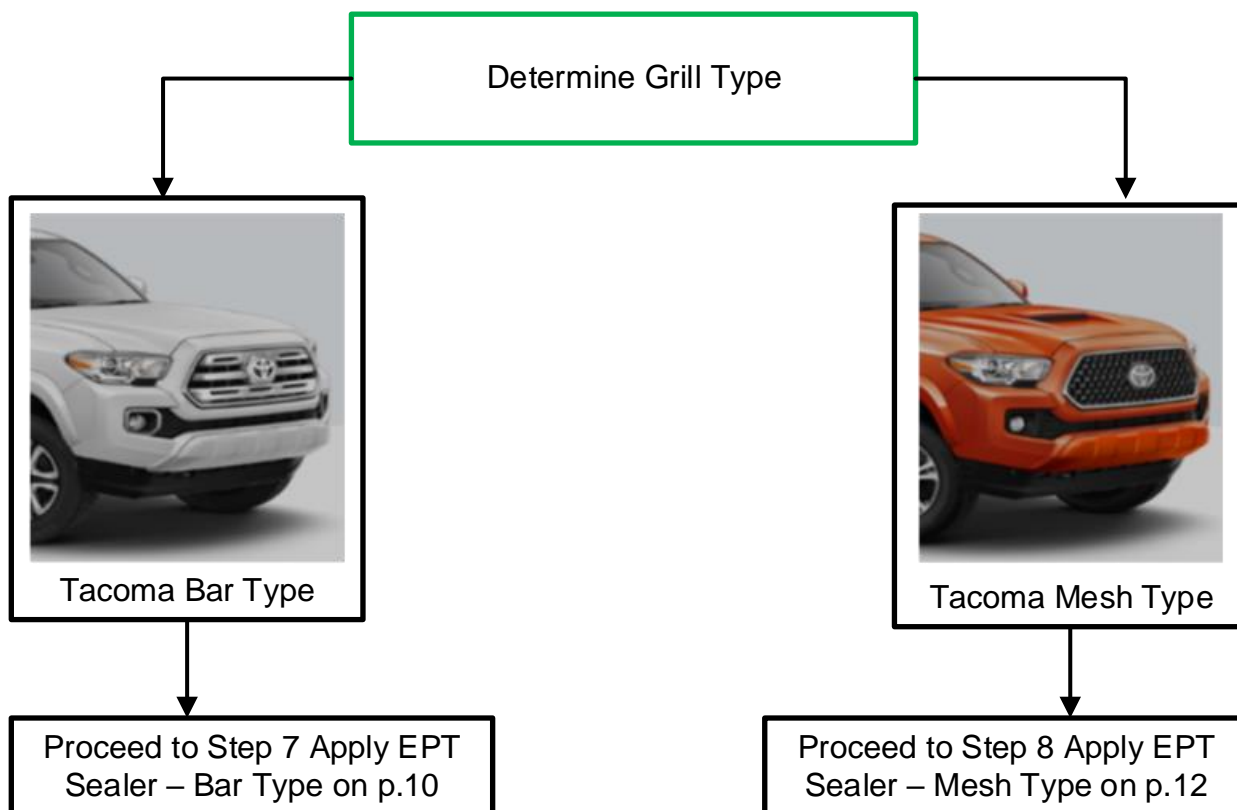 Determine Grill Type
Tacoma Bar Type
Tacoma Mesh Type
Proceed to Step 7 Apply EPT
Sealer – Bar Type on p.10
Proceed to Step 8 Apply EPT
Sealer – Mesh Type on p.12